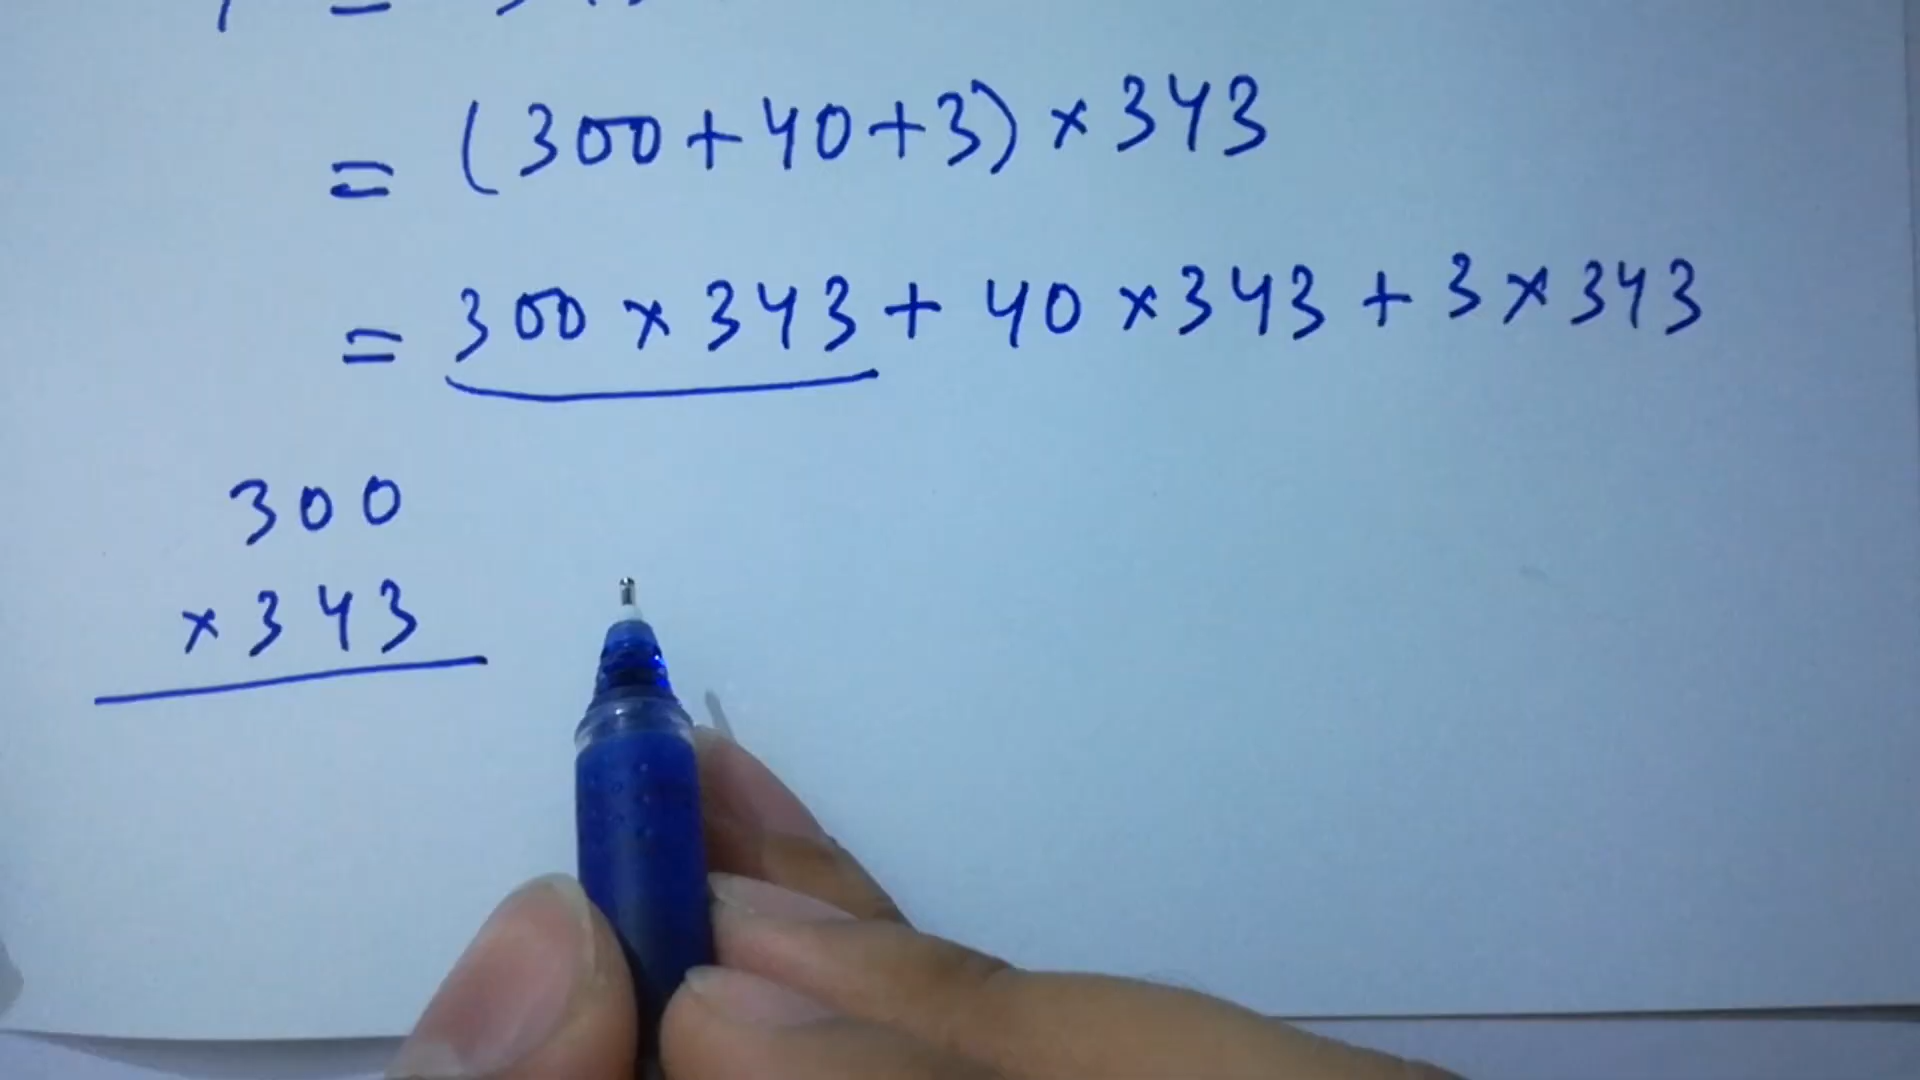 = (300+40+3) × 343
= 300 × 343 + 40 × 343 + 3 × 343
300
× 343